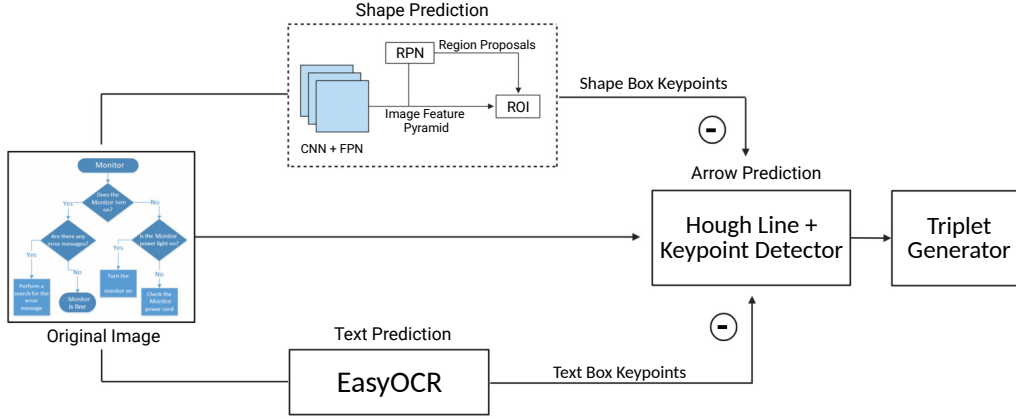 Shape Prediction
RPN
Region Proposals
ROI
Image Feature
Pyramid
CNN + FPN
Shape Box Keypoints
-
Monitor
Does the
Monitor turn
on?
Yes
No
Are there any
error messages?
Is the Monitor
power light on?
Yes
No
Yes
No
Perform a
search for the
error
message
Monitor
is fine
Turn the
monitor on
Check the
Monitor
power cord
Original Image
Arrow Prediction
Hough Line +
Keypoint Detector
Triplet
Generator
-
Text Prediction
EasyOCR
Text Box Keypoints